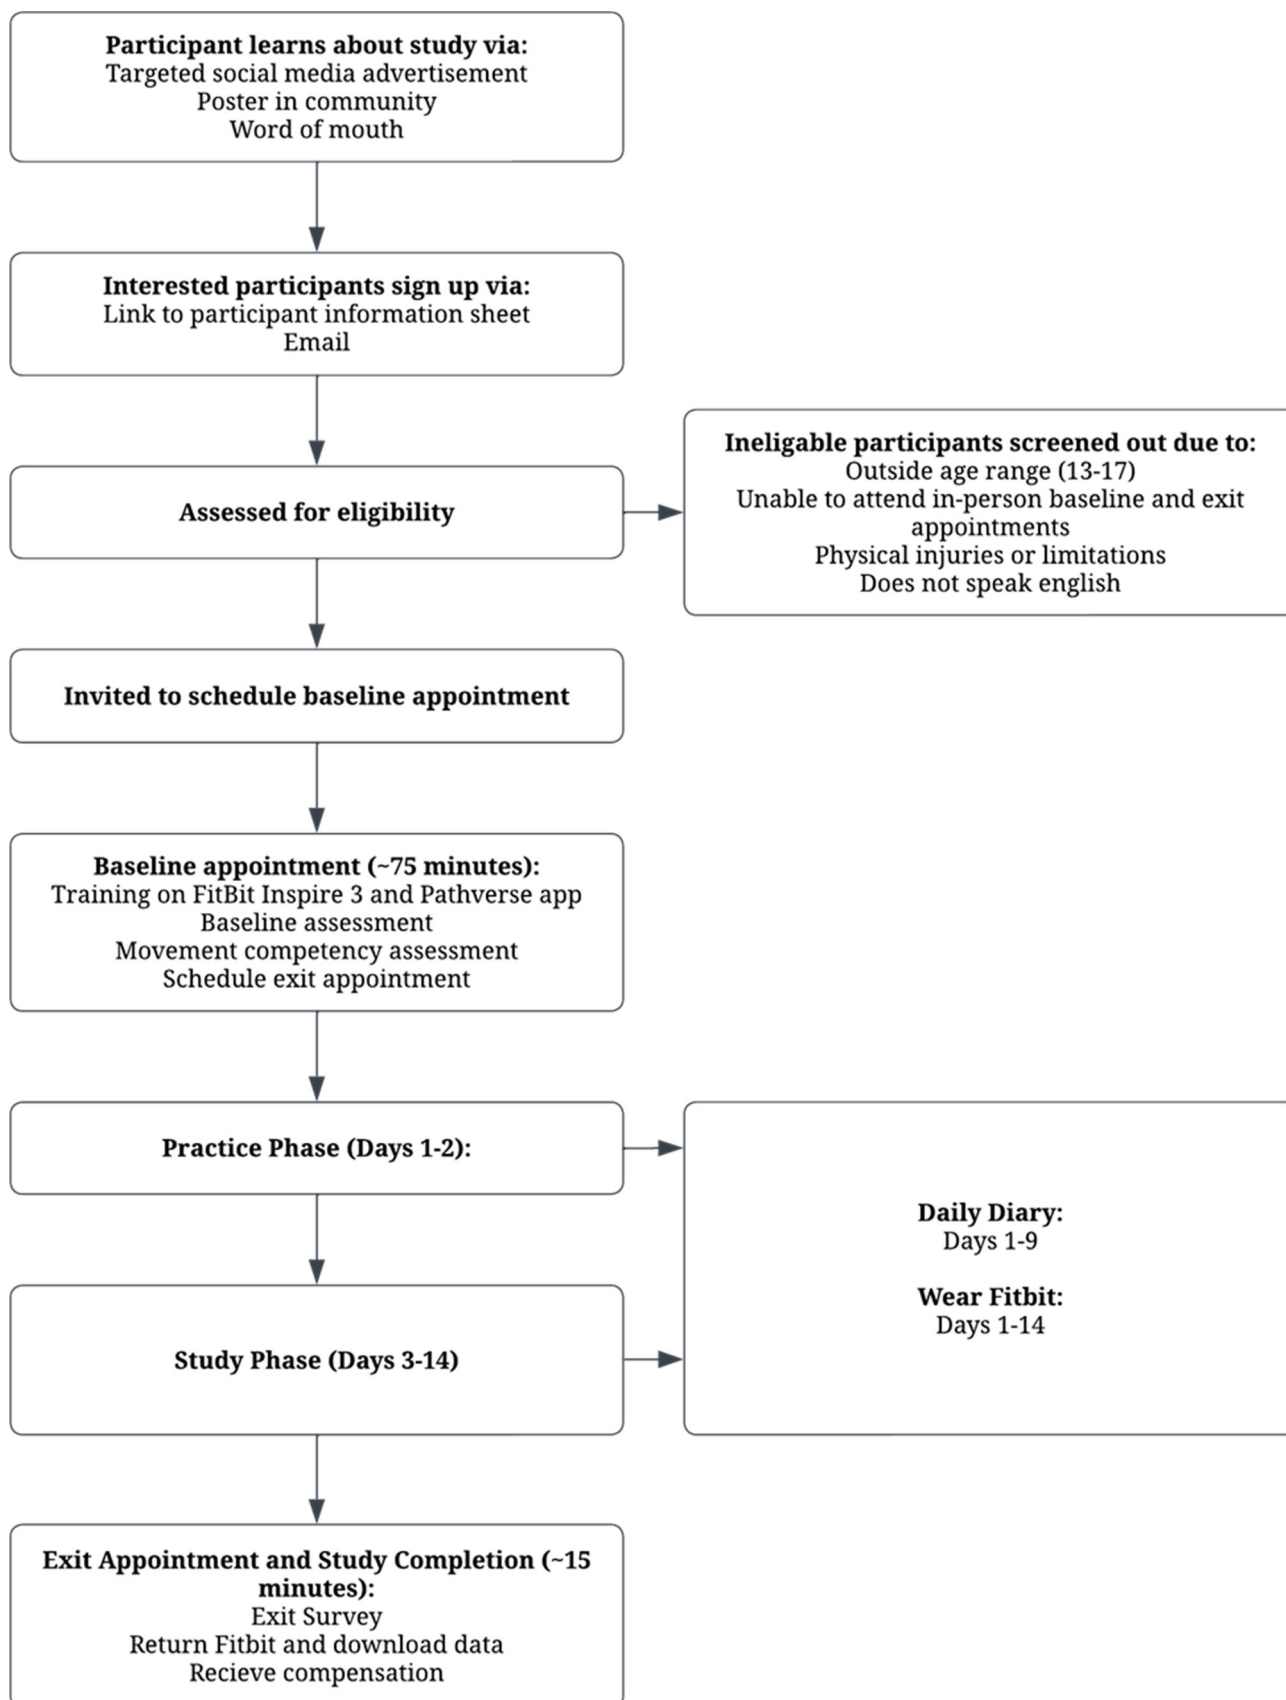 Participant learns about study via:
Targeted social media advertisement
Poster in community
Word of mouth
Interested participants sign up via:
Link to participant information sheet
Email
Assessed for eligibility
Ineligable participants screened out due to:
Outside age range (13-17)
Unable to attend in-person baseline and exit
appointments
Physical injuries or limitations
Does not speak english
Invited to schedule baseline appointment
Baseline appointment (~75 minutes):
Training on FitBit Inspire 3 and Pathverse app
Baseline assessment
Movement competency assessment
Schedule exit appointment
Practice Phase (Days 1-2):
Daily Diary:
Days 1-9
Wear Fitbit:
Days 1-14
Study Phase (Days 3-14)
Exit Appointment and Study Completion (~15
minutes):
Exit Survey
Return Fitbit and download data
Recieve compensation